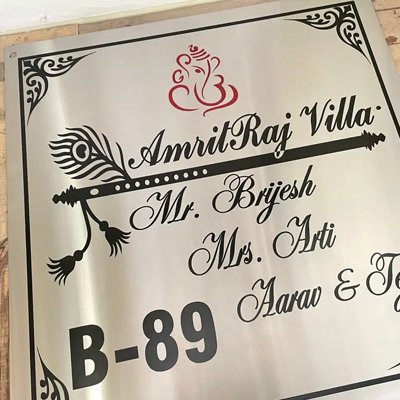 AmritRaj Villa
Mr. Brijesh
Mrs. Arti
Aarav &
B-89